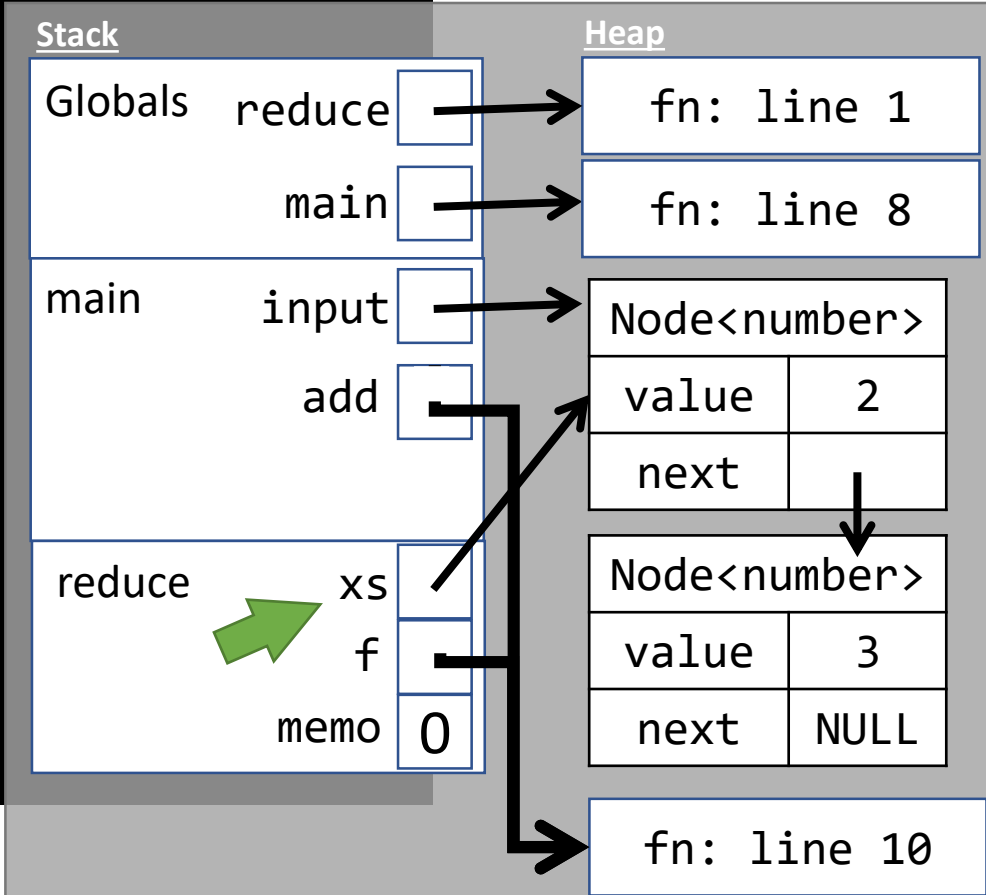 Stack
Globals
reduce
main
main
input
add
reduce
xs
f
memo 0
Heap
fn: line 1
fn: line 8
Node<number>
value 2
next
Node<number>
value 3
next NULL
fn: line 10